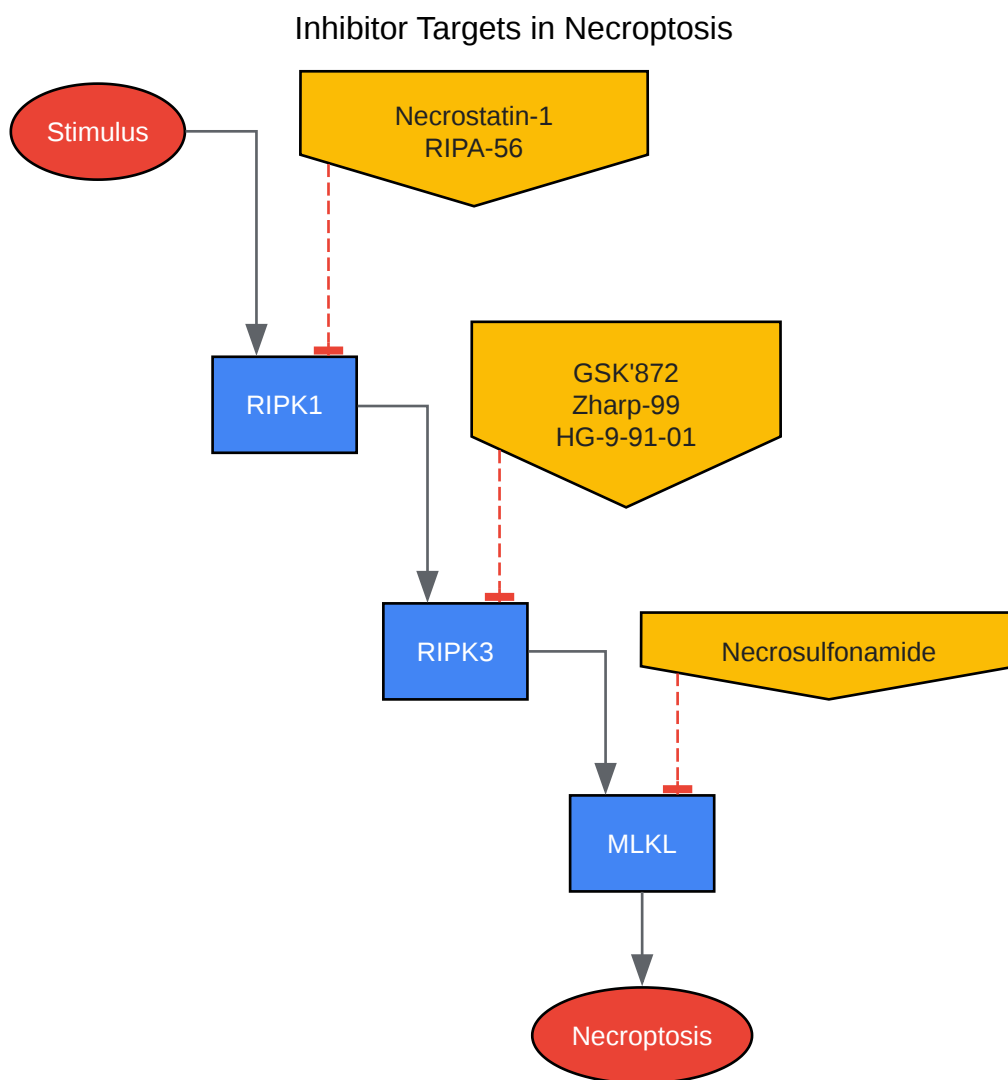 Inhibitor Targets in Necroptosis
Stimulus
Necrostatin-1
RIPA-56
RIPK1
GSK'872
Zharp-99
HG-9-91-01
RIPK3
Necrosulfonamide
MLKL
Necroptosis